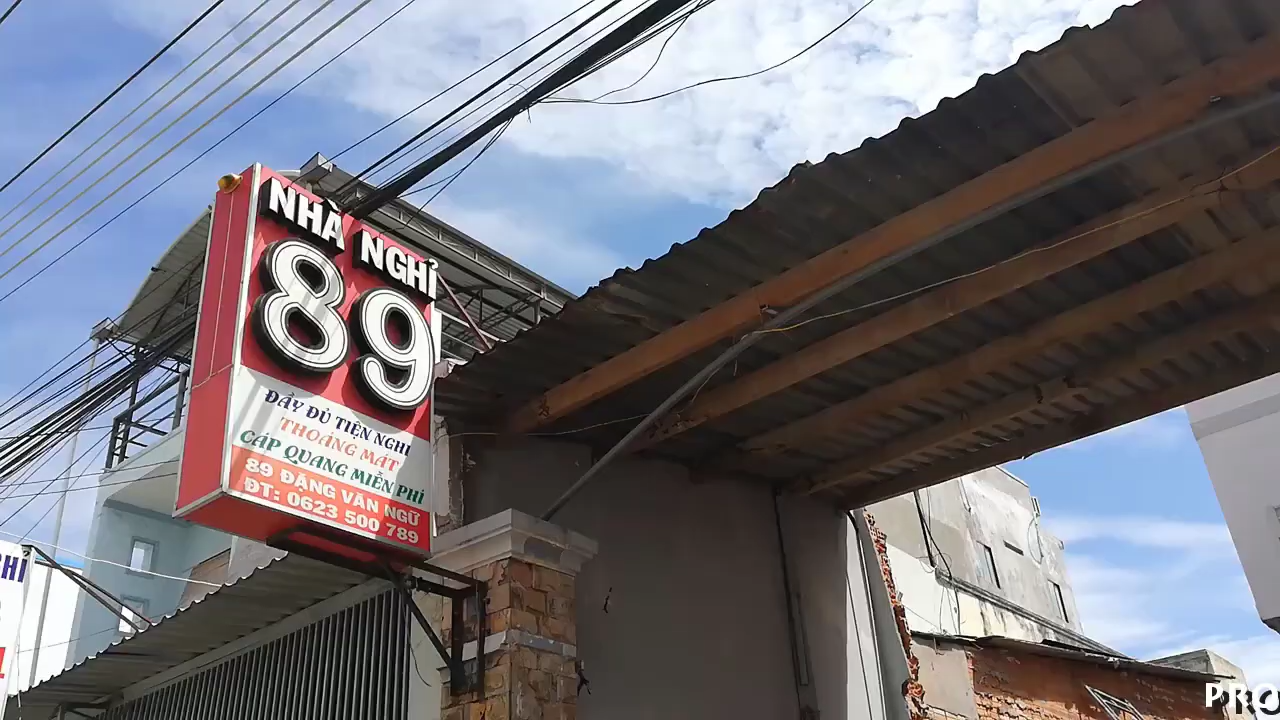 NHÀ NGHỈ
89
ĐẦY ĐỦ TIỆN NGHI
THOÁNG MÁT
CÁP QUANG MIỄN PHÍ
89 ĐẶNG VĂN NGỮ
ĐT: 0623 500 789
HI
PRO